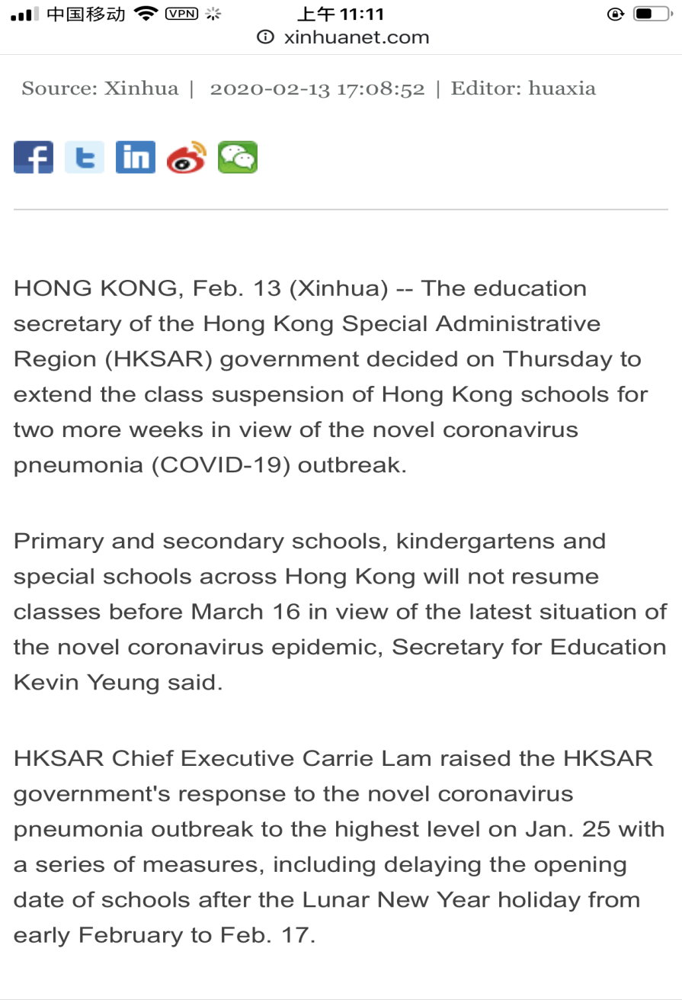 中国移动 VPN 上午 11:11
xinhuanet.com
Source: Xinhua | 2020-02-13 17:08:52 | Editor: huaxia
f t in
HONG KONG, Feb. 13 (Xinhua) -- The education
secretary of the Hong Kong Special Administrative
Region (HKSAR) government decided on Thursday to
extend the class suspension of Hong Kong schools for
two more weeks in view of the novel coronavirus
pneumonia (COVID-19) outbreak.
Primary and secondary schools, kindergartens and
special schools across Hong Kong will not resume
classes before March 16 in view of the latest situation of
the novel coronavirus epidemic, Secretary for Education
Kevin Yeung said.
HKSAR Chief Executive Carrie Lam raised the HKSAR
government's response to the novel coronavirus
pneumonia outbreak to the highest level on Jan. 25 with
a series of measures, including delaying the opening
date of schools after the Lunar New Year holiday from
early February to Feb. 17.